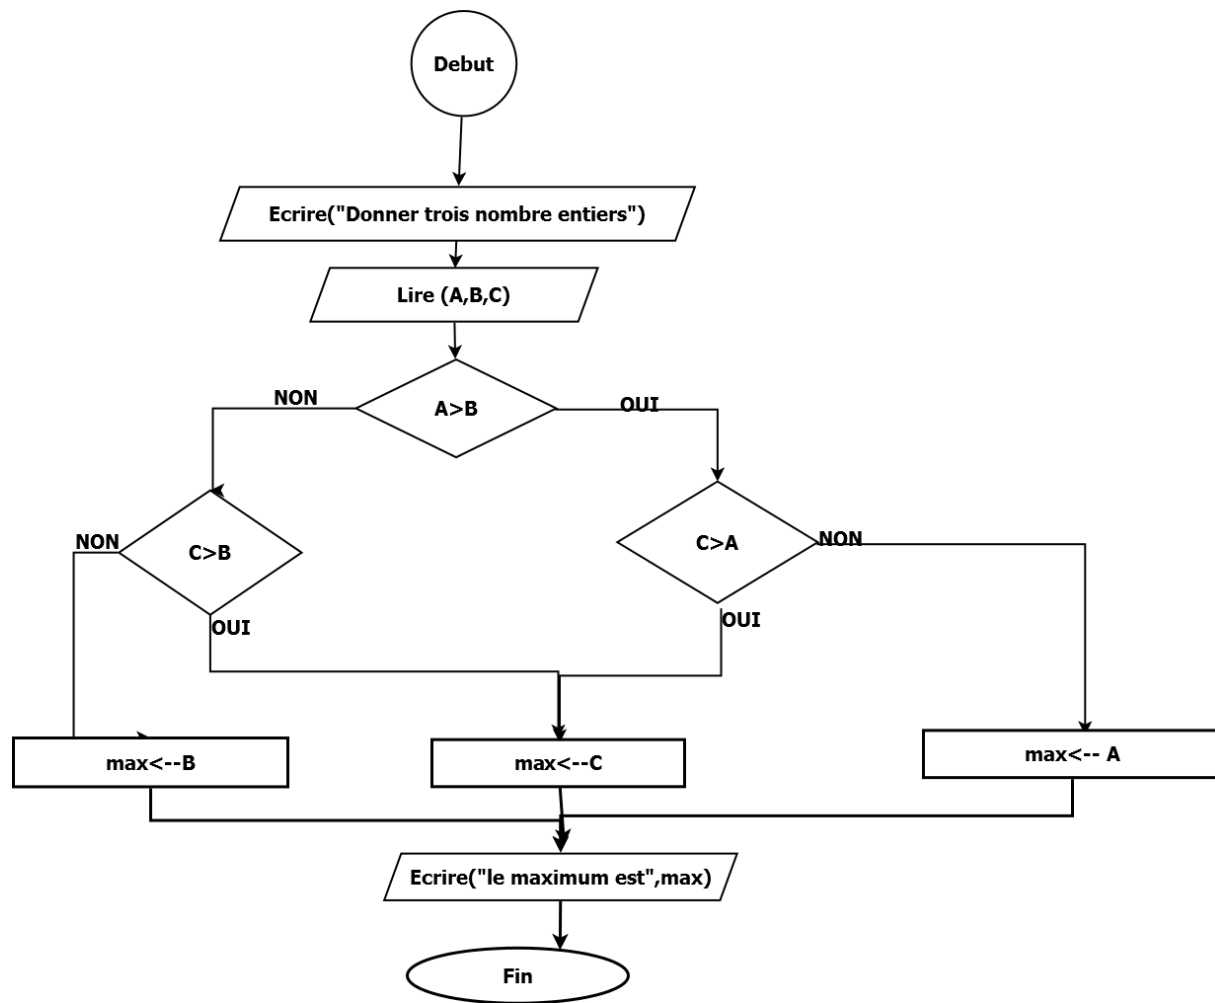 Debut
Ecrire("Donner trois nombre entiers")
Lire (A,B,C)
NON
A>B
OUI
NON
C>B
OUI
C>A
NON
OUI
max<--B
max<--C
max<-- A
Ecrire("le maximum est",max)
Fin